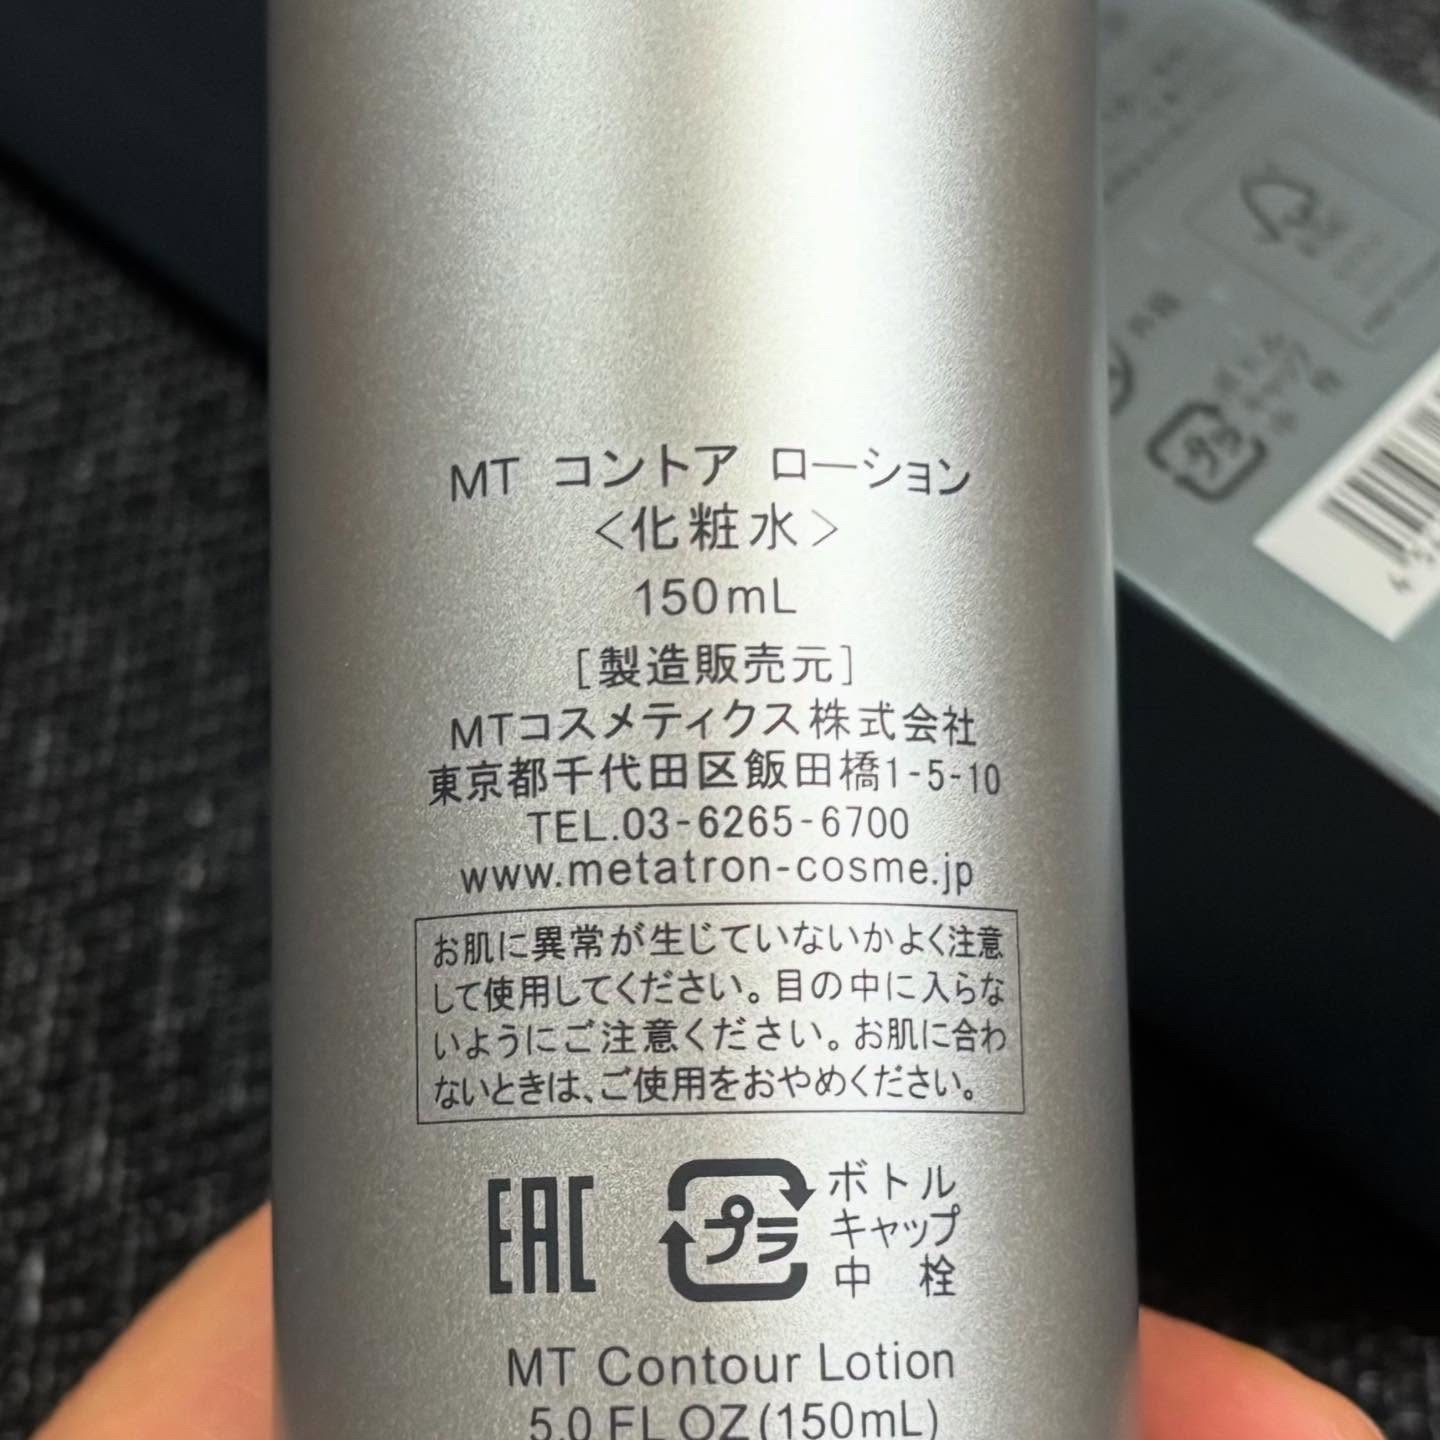 MT コントア ローション
<化粧水>
150mL
[製造販売元]
MTコスメティクス株式会社
東京都千代田区飯田橋1-5-10
TEL.03-6265-6700
www.metatron-cosme.jp
お肌に異常が生じていないかよく注意
して使用してください。目の中に入らな
いようにご注意ください。お肌に合わ
ないときは、ご使用をおやめください。
EAC
プラ
ボトル
キャップ
中 栓
MT Contour Lotion
5.0 FL OZ(150mL)
プラ